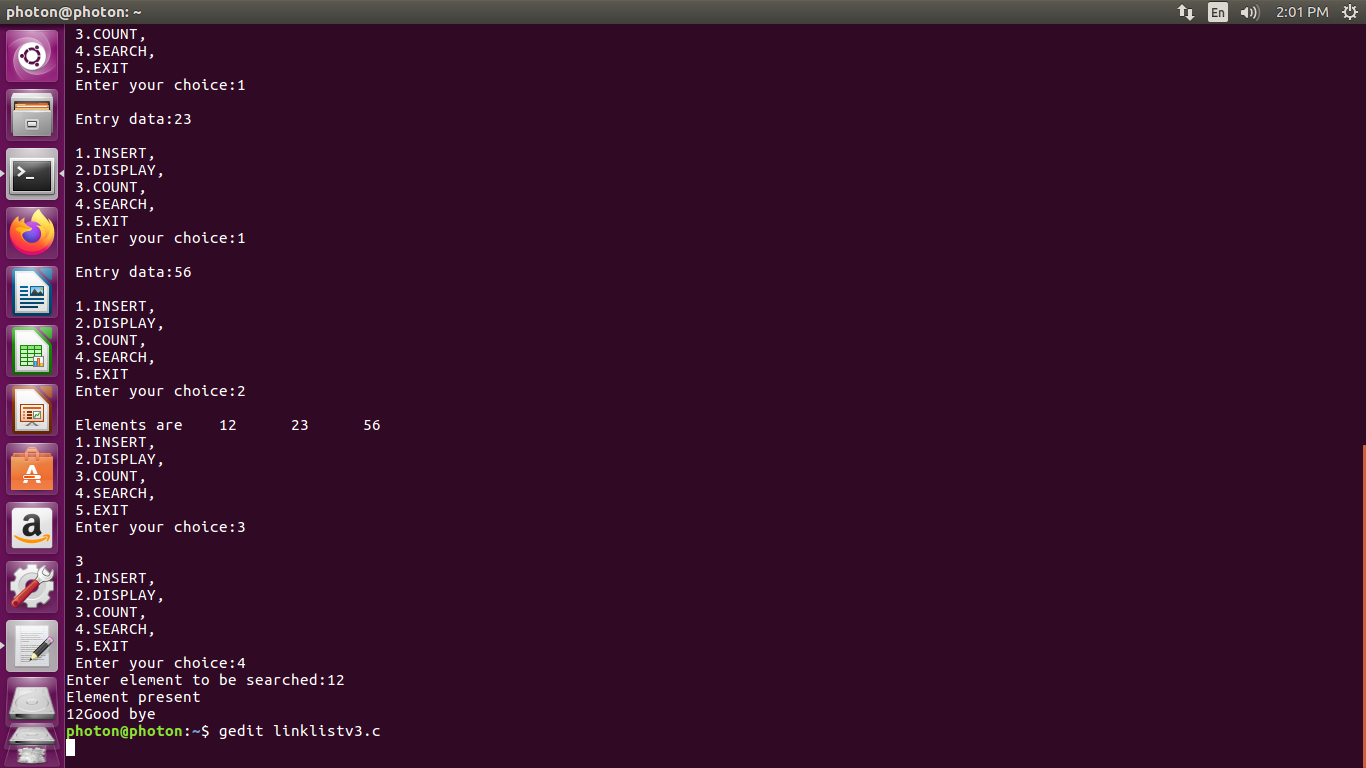 photon@photon: ~
En
2:01 PM
3.COUNT,
4.SEARCH,
5.EXIT
Enter your choice:1
Entry data:23
1.INSERT,
2.DISPLAY,
3.COUNT,
4.SEARCH,
5.EXIT
Enter your choice:1
Entry data:56
1.INSERT,
2.DISPLAY,
3.COUNT,
4.SEARCH,
5.EXIT
Enter your choice:2
Elements are 12 23 56
1.INSERT,
2.DISPLAY,
3.COUNT,
4.SEARCH,
5.EXIT
Enter your choice:3
3
1.INSERT,
2.DISPLAY,
3.COUNT,
4.SEARCH,
5.EXIT
Enter your choice:4
Enter element to be searched:12
Element present
12Good bye
photon@photon:~$ gedit linklistv3.c